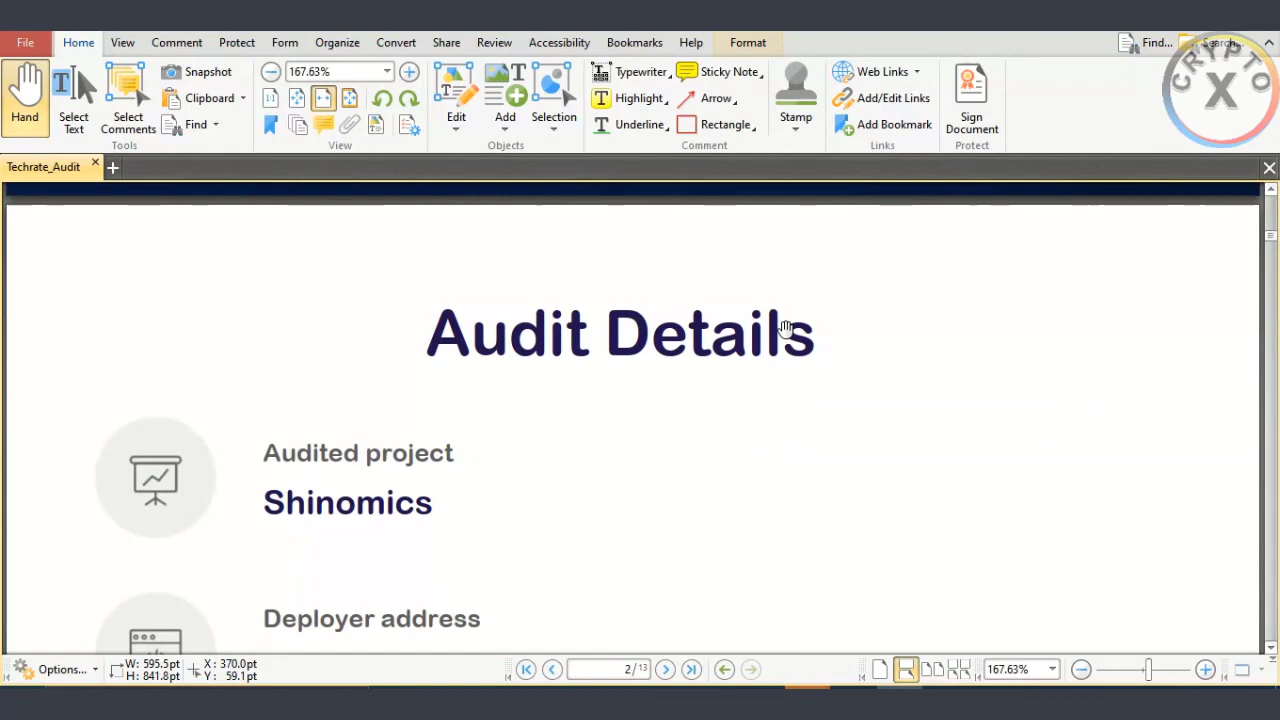 File Home View Comment Protect Form Organize Convert Share Review Accessibility Bookmarks Help Format Find... Search...
Hand
Select Text
Select Comments
Snapshot
Clipboard
Find
Tools
167.63%
View
Edit
Add
Selection
Objects
Typewriter
Highlight
Underline
Sticky Note
Arrow
Rectangle
Stamp
Comment
Web Links
Add/Edit Links
Add Bookmark
Links
Sign Document
Protect
CRYPTO
X
Techrate_Audit
Audit Details
Audited project
Shinomics
Deployer address
Options... W: 595.5pt X: 370.0pt 2/13 167.63%
H: 841.8pt Y: 59.1pt